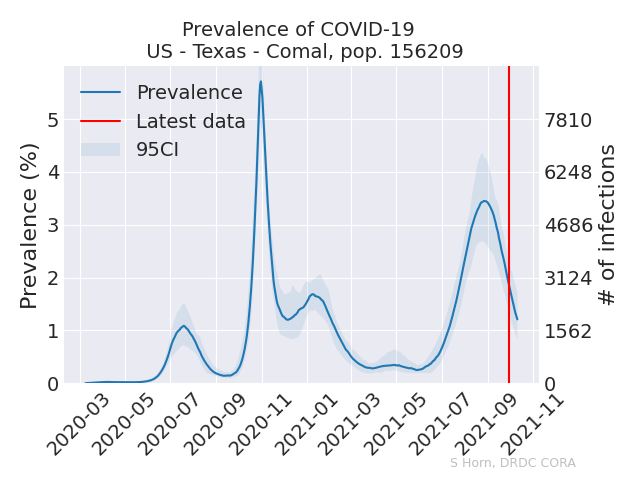 Prevalence of COVID-19
US - Texas - Comal, pop. 156209
Prevalence
Latest data
95CI
Prevalence (%)
5
4
3
2
1
0
7810
6248
4686
3124
1562
0
# of infections
2020-03
2020-05
2020-07
2020-09
2020-11
2021-01
2021-03
2021-05
2021-07
2021-09
2021-11
S Horn, DRDC CORA